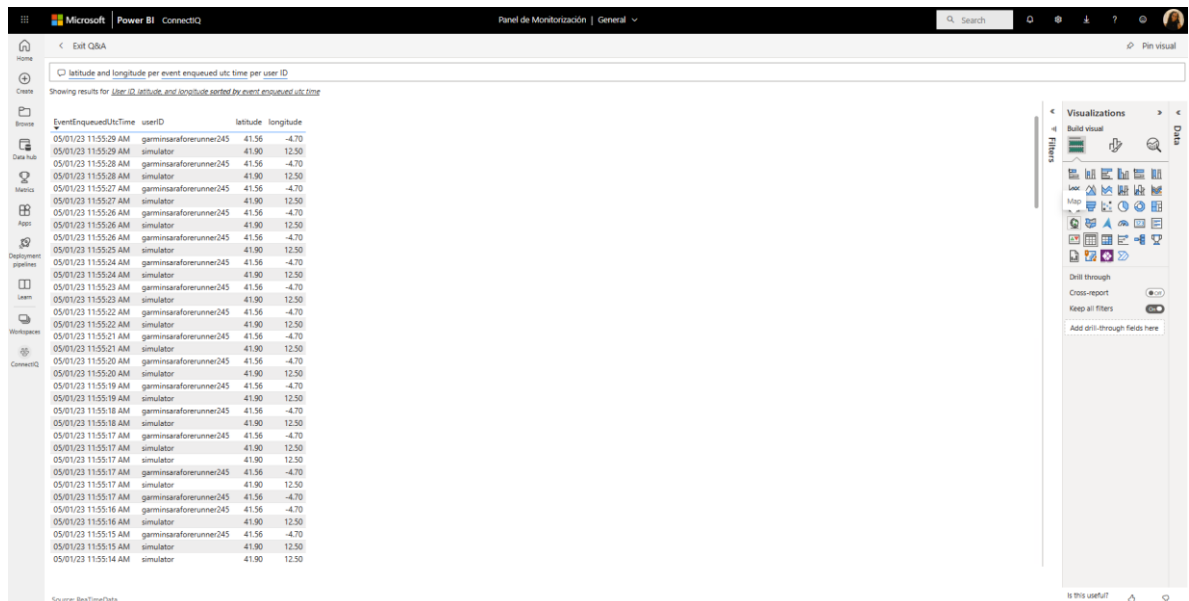 Microsoft Power BI ConnectIQ
Panel de Monitorización | General
Search
Home
Create
Browse
Data hub
Metrics
Apps
Deployment pipelines
Learn
Workspaces
ConnectIQ
Exit Q&A
Pin visual
latitude and longitude per event enqueued utc time per user ID
Showing results for User ID, latitude, and longitude sorted by event enqueued utc time
EventEnqueuedUtcTime userID latitude longitude
05/01/23 11:55:29 AM garminsaraforerunner245 41.56 -4.70
05/01/23 11:55:29 AM simulator 41.90 12.50
05/01/23 11:55:28 AM garminsaraforerunner245 41.56 -4.70
05/01/23 11:55:28 AM simulator 41.90 12.50
05/01/23 11:55:27 AM garminsaraforerunner245 41.56 -4.70
05/01/23 11:55:27 AM simulator 41.90 12.50
05/01/23 11:55:26 AM garminsaraforerunner245 41.56 -4.70
05/01/23 11:55:26 AM simulator 41.90 12.50
05/01/23 11:55:26 AM garminsaraforerunner245 41.56 -4.70
05/01/23 11:55:25 AM simulator 41.90 12.50
05/01/23 11:55:24 AM garminsaraforerunner245 41.56 -4.70
05/01/23 11:55:24 AM simulator 41.90 12.50
05/01/23 11:55:23 AM garminsaraforerunner245 41.56 -4.70
05/01/23 11:55:23 AM simulator 41.90 12.50
05/01/23 11:55:22 AM garminsaraforerunner245 41.56 -4.70
05/01/23 11:55:22 AM simulator 41.90 12.50
05/01/23 11:55:21 AM garminsaraforerunner245 41.56 -4.70
05/01/23 11:55:21 AM simulator 41.90 12.50
05/01/23 11:55:20 AM garminsaraforerunner245 41.56 -4.70
05/01/23 11:55:20 AM simulator 41.90 12.50
05/01/23 11:55:19 AM garminsaraforerunner245 41.56 -4.70
05/01/23 11:55:19 AM simulator 41.90 12.50
05/01/23 11:55:18 AM garminsaraforerunner245 41.56 -4.70
05/01/23 11:55:18 AM simulator 41.90 12.50
05/01/23 11:55:17 AM garminsaraforerunner245 41.56 -4.70
05/01/23 11:55:17 AM simulator 41.90 12.50
05/01/23 11:55:17 AM simulator 41.90 12.50
05/01/23 11:55:17 AM garminsaraforerunner245 41.56 -4.70
05/01/23 11:55:17 AM simulator 41.90 12.50
05/01/23 11:55:17 AM garminsaraforerunner245 41.56 -4.70
05/01/23 11:55:16 AM garminsaraforerunner245 41.56 -4.70
05/01/23 11:55:16 AM simulator 41.90 12.50
05/01/23 11:55:15 AM garminsaraforerunner245 41.56 -4.70
05/01/23 11:55:15 AM simulator 41.90 12.50
05/01/23 11:55:14 AM simulator 41.90 12.50
Source: RealTimeData
Filters
Visualizations
Build visual
Map
Drill through
Cross-report
Off
Keep all filters
On
Add drill-through fields here
Data
Is this useful?